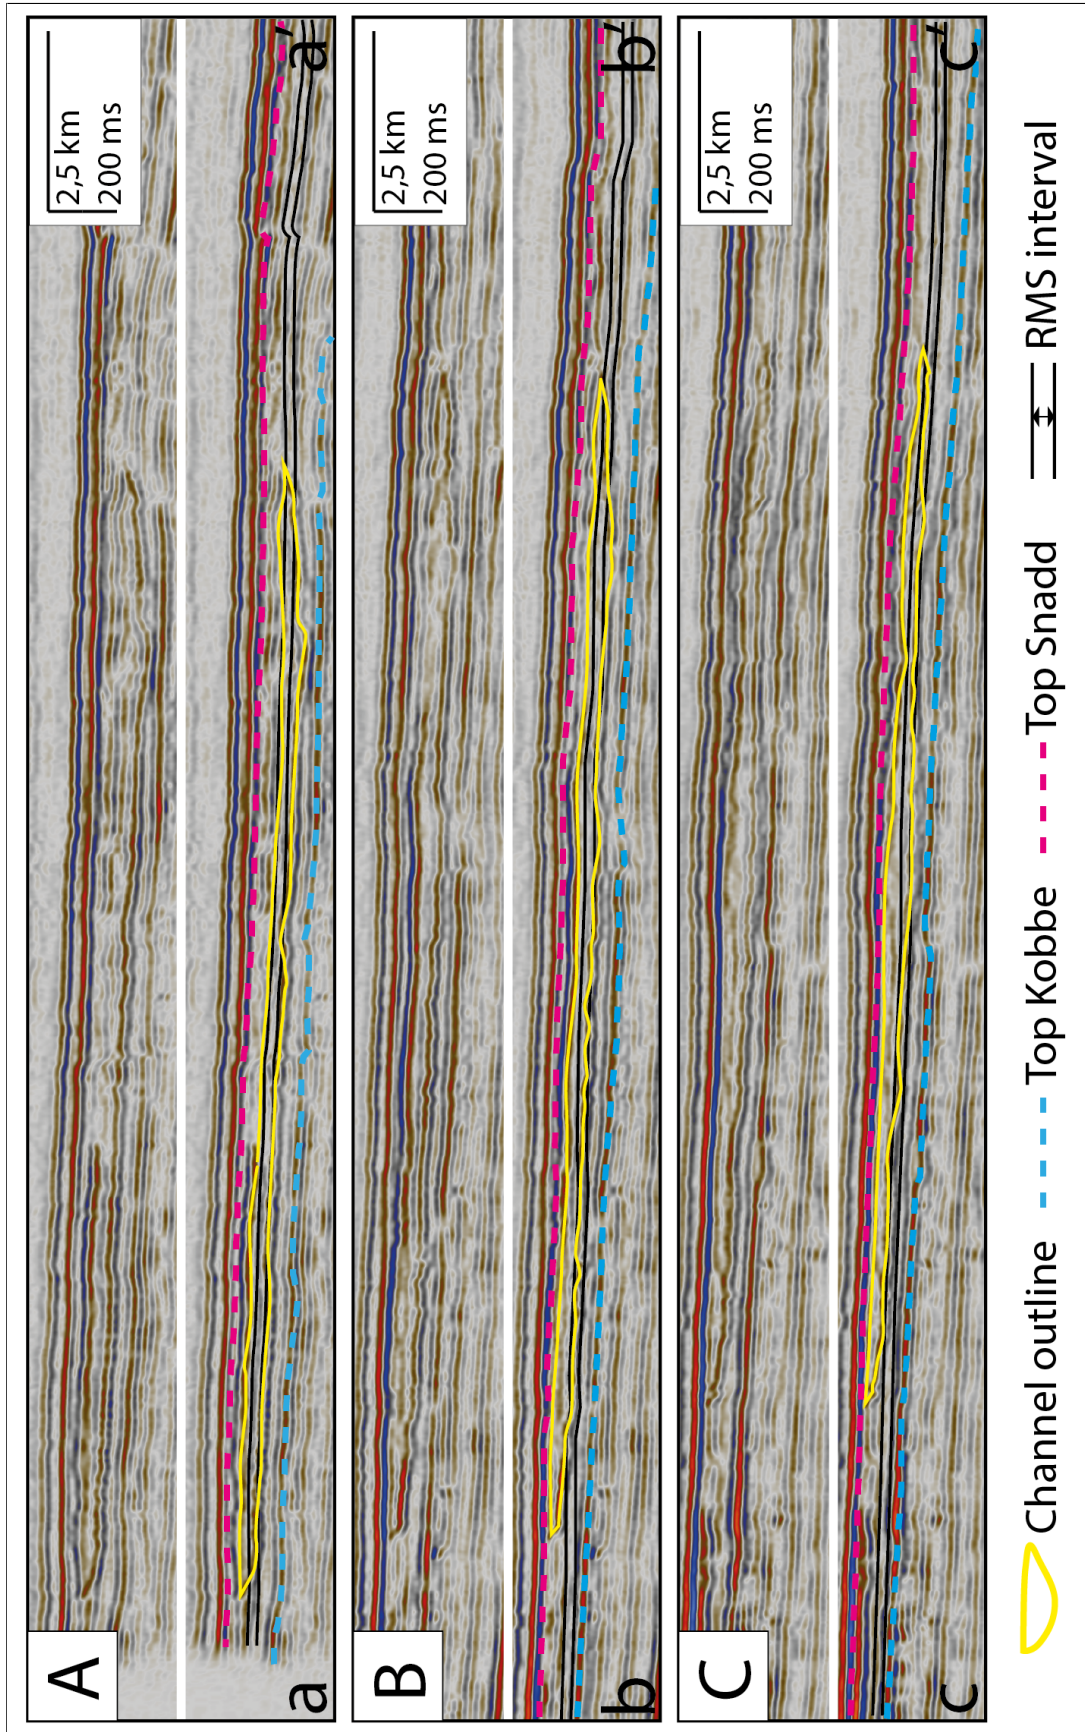 A
2,5 km
200 ms
a
a'
B
2,5 km
200 ms
b
b'
C
2,5 km
200 ms
c
c'
Channel outline
Top Kobbe
Top Snadd
RMS interval